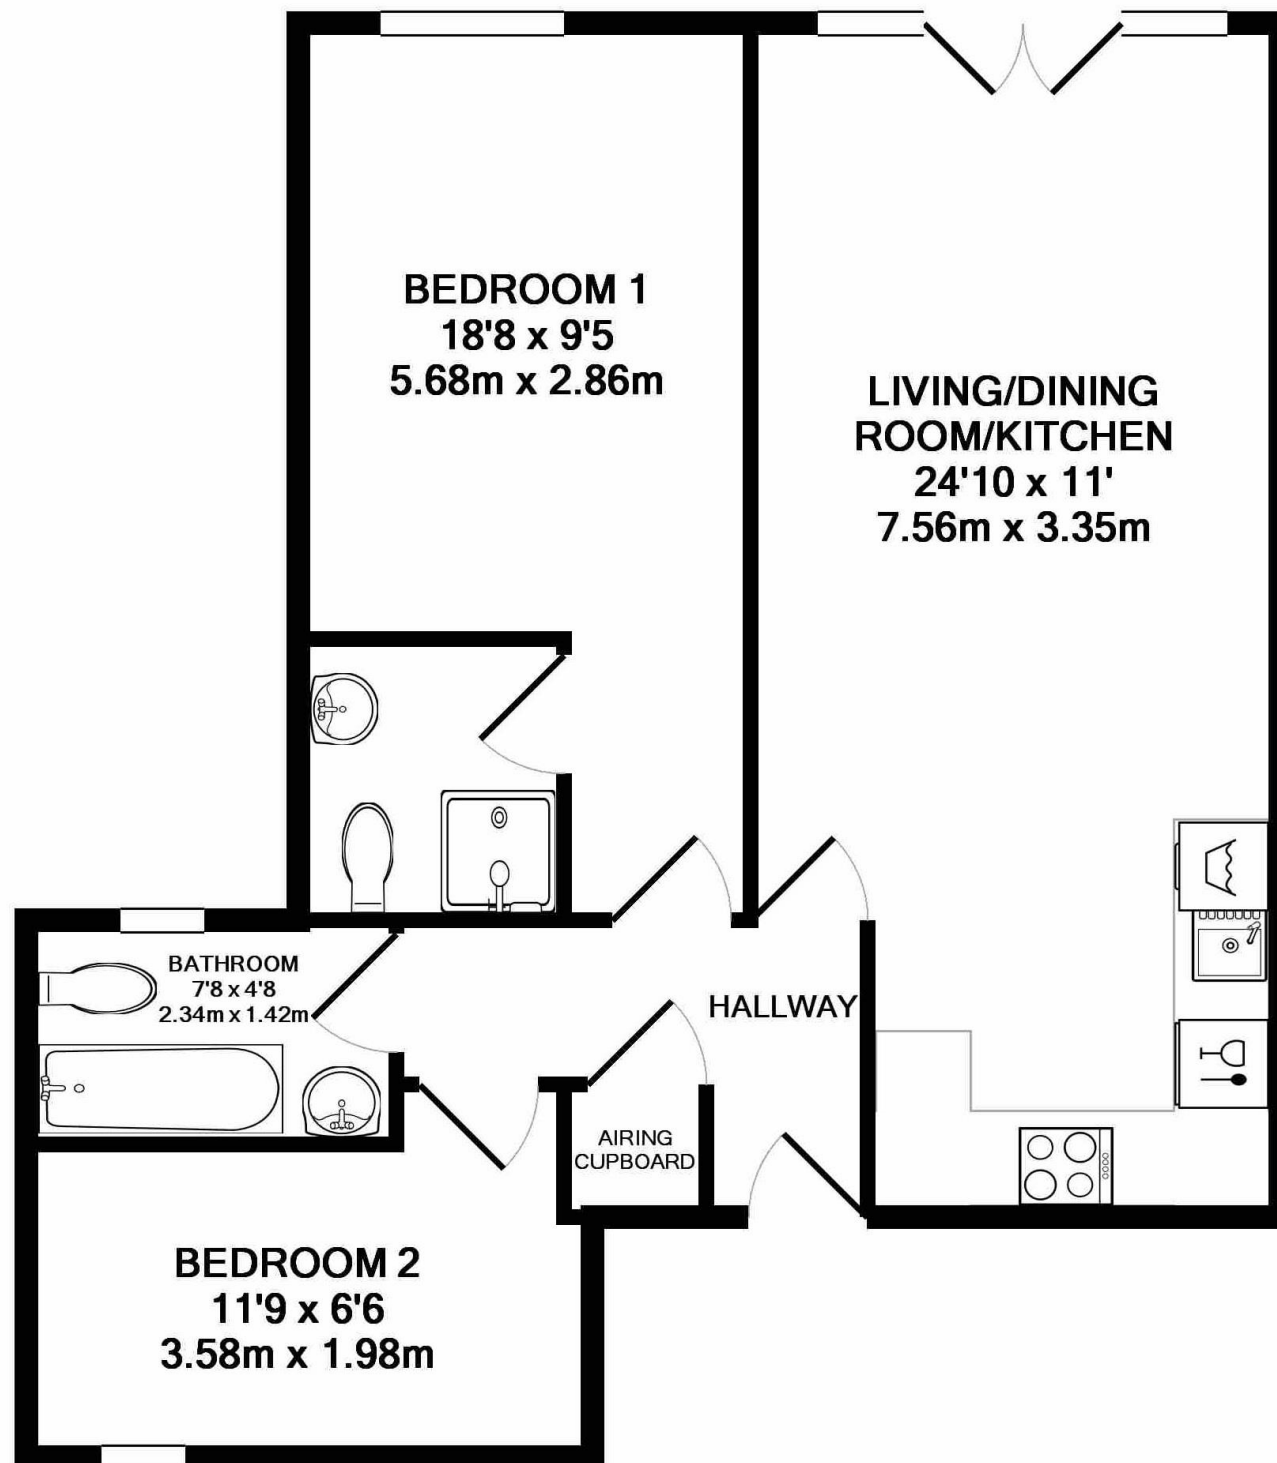 BEDROOM 1
18'8 x 9'5
5.68m x 2.86m
LIVING/DINING
ROOM/KITCHEN
24'10 x 11'
7.56m x 3.35m
BATHROOM
7'8 x 4'8
2.34m x 1.42m
HALLWAY
AIRING
CUPBOARD
BEDROOM 2
11'9 x 6'6
3.58m x 1.98m